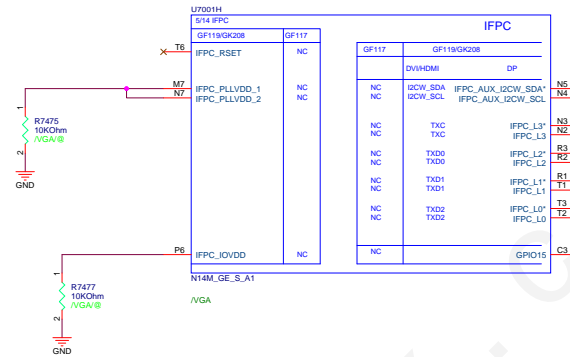 U7001H
5/14 IFPC
IFPC
GF119/GK208 GF117
GF117 GF119/GK208
DVI/HDMI DP
T6 IFPC_RSET NC
M7 IFPC_PLLVDD_1 NC
N7 IFPC_PLLVDD_2 NC
NC I2CW_SDA IFPC_AUX_I2CW_SDA* N5
NC I2CW_SCL IFPC_AUX_I2CW_SCL N4
NC TXC IFPC_L3* N3
NC TXC IFPC_L3 N2
NC TXD0 IFPC_L2* R3
NC TXD0 IFPC_L2 R2
NC TXD1 IFPC_L1* R1
NC TXD1 IFPC_L1 T1
NC TXD2 IFPC_L0* T3
NC TXD2 IFPC_L0 T2
1
R7475
10KOhm
/VGA/@
2
GND
P6 IFPC_IOVDD NC
NC GPIO15 C3
N14M_GE_S_A1
/VGA
1
R7477
10KOhm
/VGA/@
2
GND